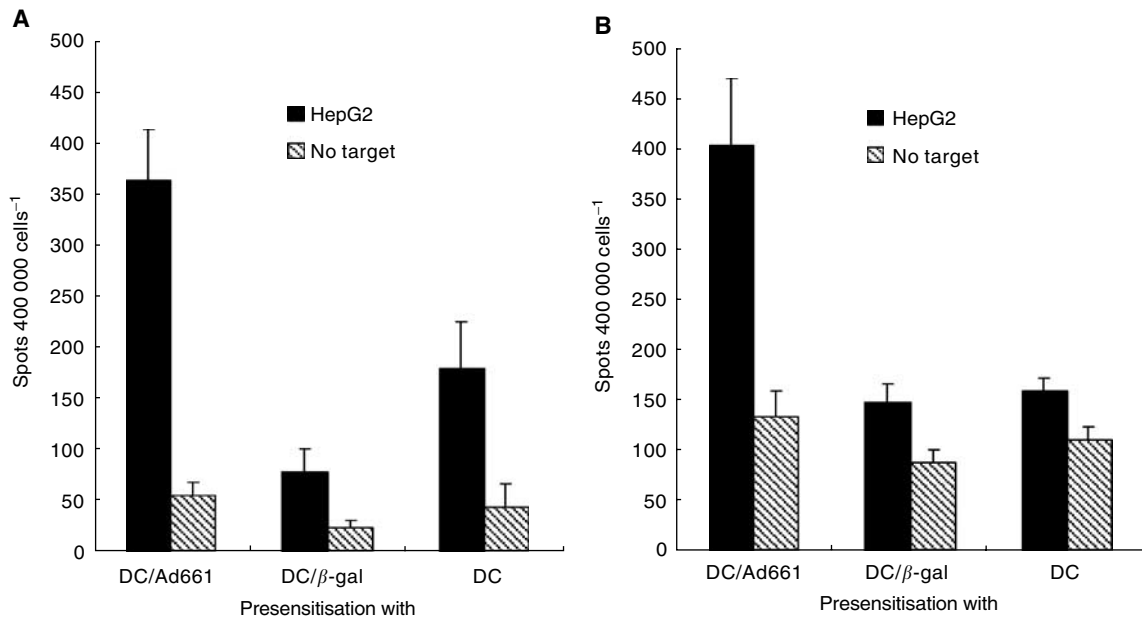 A
500
450
400
350
300
250
200
150
100
50
0
Spots 400 000 cells⁻¹
HepG2
No target
DC/Ad661
DC/β-gal
DC
Presensitisation with
B
500
450
400
350
300
250
200
150
100
50
0
Spots 400 000 cells⁻¹
HepG2
No target
DC/Ad661
DC/β-gal
DC
Presensitisation with